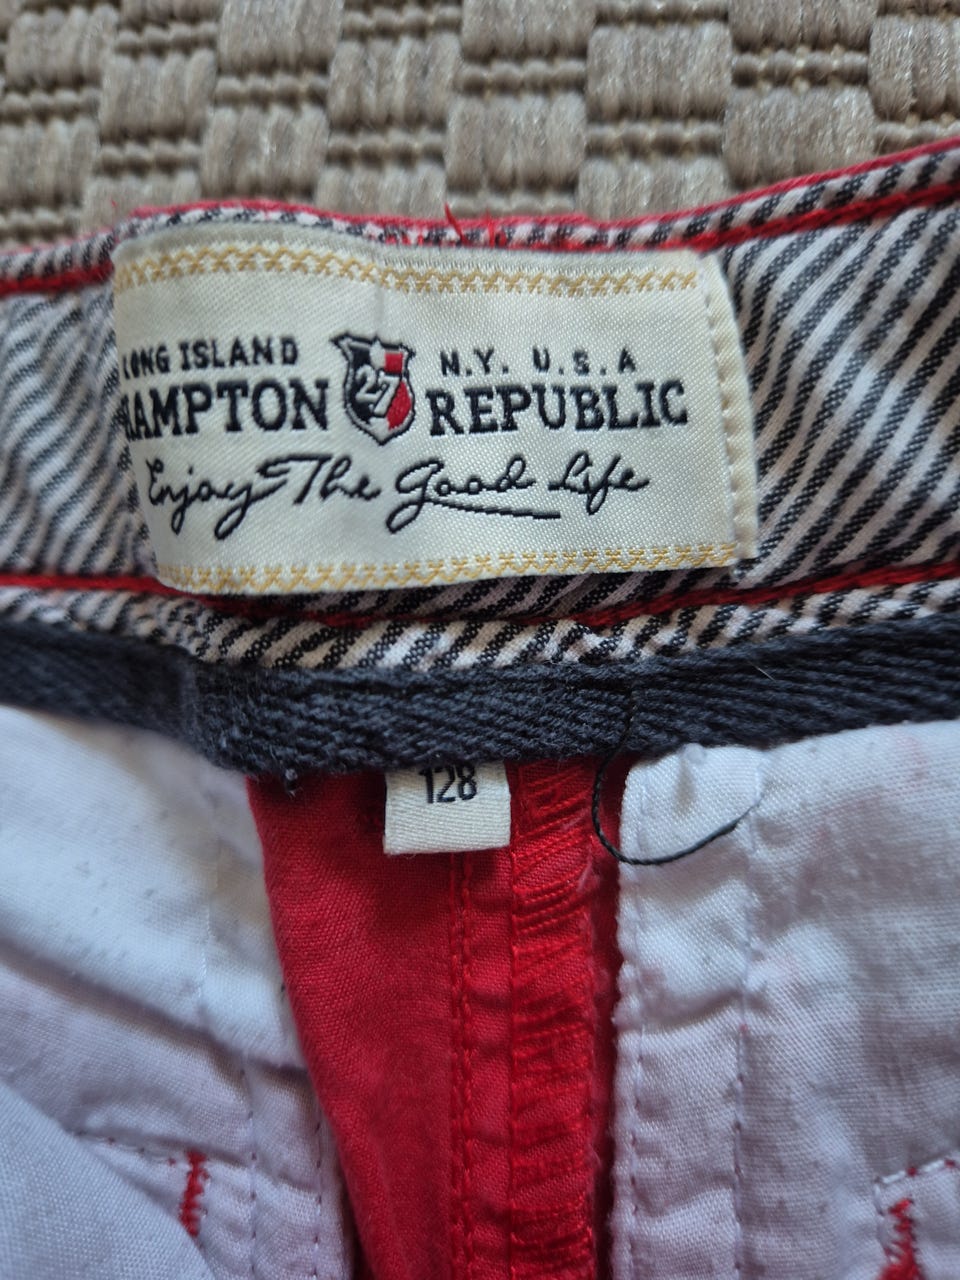 LONG ISLAND N.Y. U.S.A
HAMPTON 27 REPUBLIC
Enjoy The Good Life
128